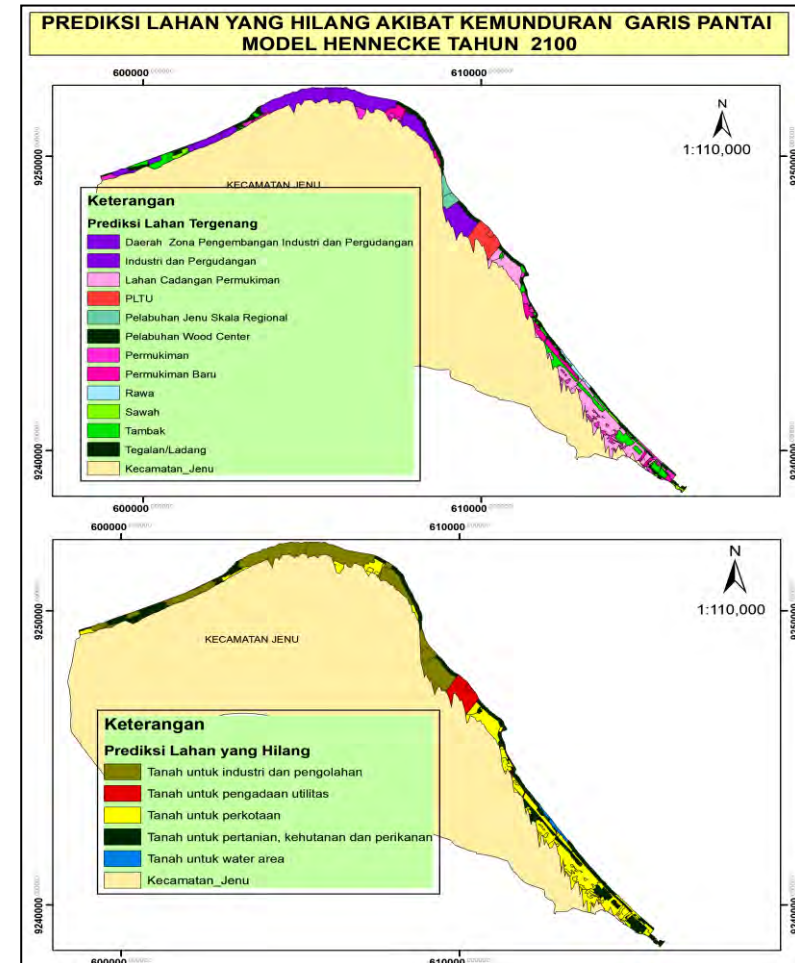 PREDIKSI LAHAN YANG HILANG AKIBAT KEMUNDURAN GARIS PANTAI
MODEL HENNECKE TAHUN 2100
600000
610000
N
1:110,000
9250000
9250000
KECAMATAN JENU
Keterangan
Prediksi Lahan Tergenang
Daerah Zona Pengembangan Industri dan Pergudangan
Industri dan Pergudangan
Lahan Cadangan Permukiman
PLTU
Pelabuhan Jenu Skala Regional
Pelabuhan Wood Center
Permukiman
Permukiman Baru
Rawa
Sawah
Tambak
Tegalan/Ladang
Kecamatan_Jenu
9240000
9240000
600000
610000
600000
610000
N
1:110,000
9250000
9250000
KECAMATAN JENU
Keterangan
Prediksi Lahan yang Hilang
Tanah untuk industri dan pengolahan
Tanah untuk pengadaan utilitas
Tanah untuk perkotaan
Tanah untuk pertanian, kehutanan dan perikanan
Tanah untuk water area
Kecamatan_Jenu
9240000
9240000
600000
610000